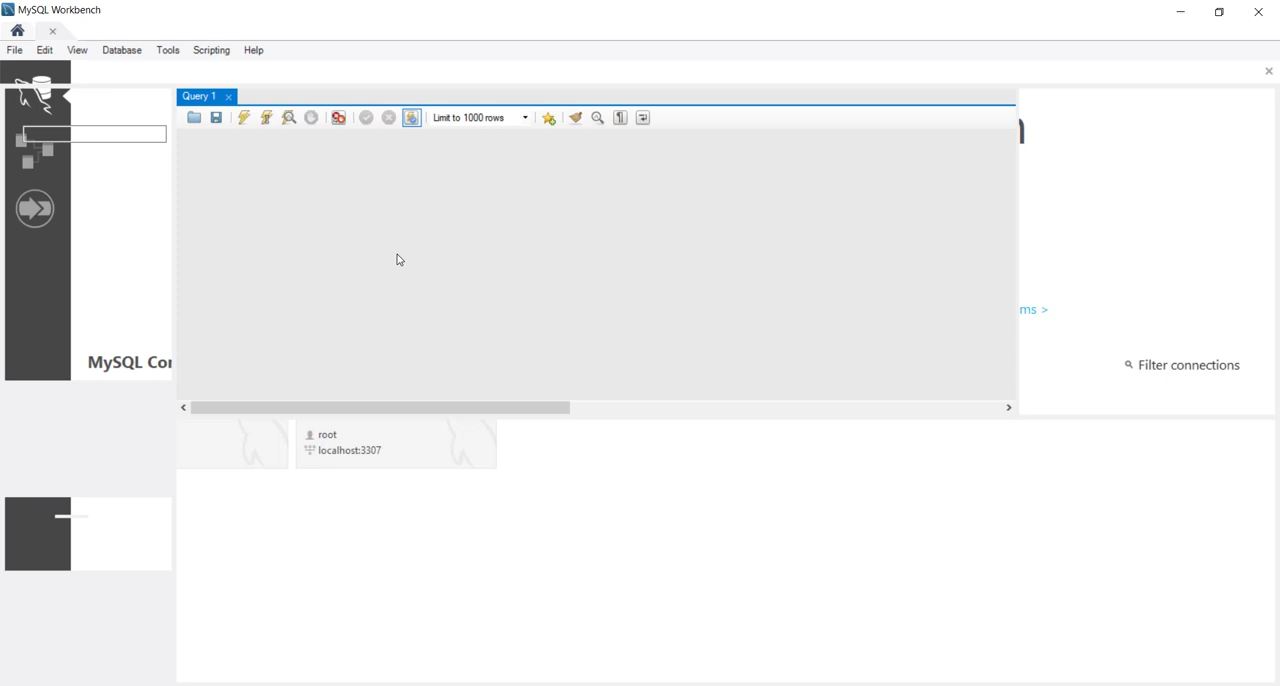 MySQL Workbench
File Edit View Database Tools Scripting Help
Query 1
Limit to 1000 rows
ms >
MySQL Con
Filter connections
root
localhost:3307